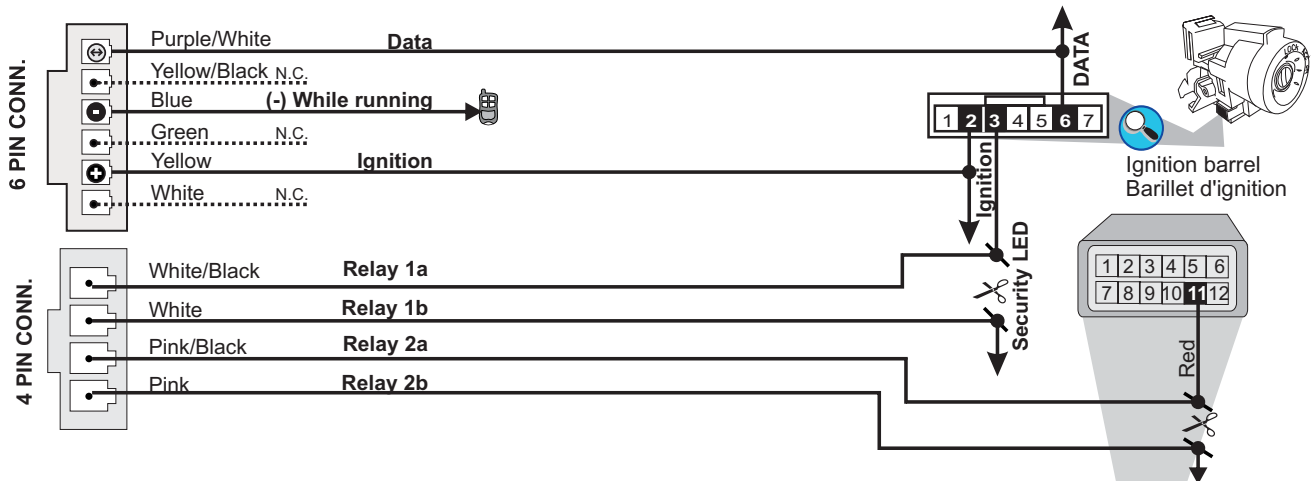 6 PIN CONN.
Purple/White Data
Yellow/Black N.C.
Blue (-) While running
Green N.C.
Yellow Ignition
White N.C.
DATA
1 2 3 4 5 6 7
Ignition
Security LED
LOCK
Ignition barrel
Barillet d'ignition
4 PIN CONN.
White/Black Relay 1a
White Relay 1b
Pink/Black Relay 2a
Pink Relay 2b
1 2 3 4 5 6
7 8 9 10 11 12
Red